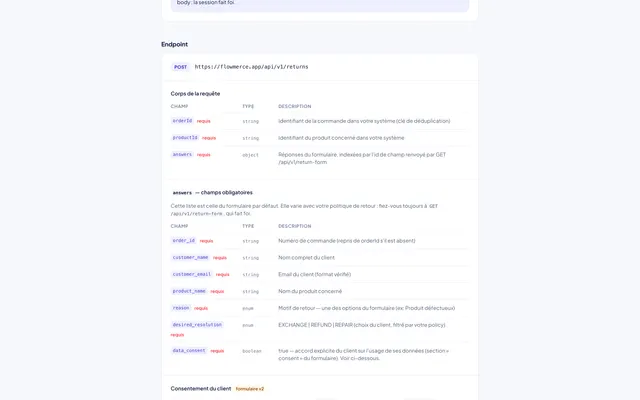 body : la session fait foi.
Endpoint
POST https://flowmerce.app/api/v1/returns
Corps de la requête
CHAMP TYPE DESCRIPTION
orderId requis string Identifiant de la commande dans votre système (clé de déduplication)
productId requis string Identifiant du produit concerné dans votre système
answers requis object Réponses du formulaire, indexées par l'id de champ renvoyé par GET
/api/v1/return-form
answers — champs obligatoires
Cette liste est celle du formulaire par défaut. Elle varie avec votre politique de retour : fiez-vous toujours à GET
/api/v1/return-form , qui fait foi.
CHAMP TYPE DESCRIPTION
order_id requis string Numéro de commande (repris de orderId s'il est absent)
customer_name requis string Nom complet du client
customer_email requis string Email du client (format vérifié)
product_name requis string Nom du produit concerné
reason requis enum Motif de retour — une des options du formulaire (ex: Produit défectueux)
desired_resolution enum EXCHANGE | REFUND | REPAIR (choix du client, filtré par votre policy)
requis
data_consent requis boolean true — accord explicite du client sur l'usage de ses données (section «
consent » du formulaire). Voir ci-dessous.
Consentement du client formulaire v2